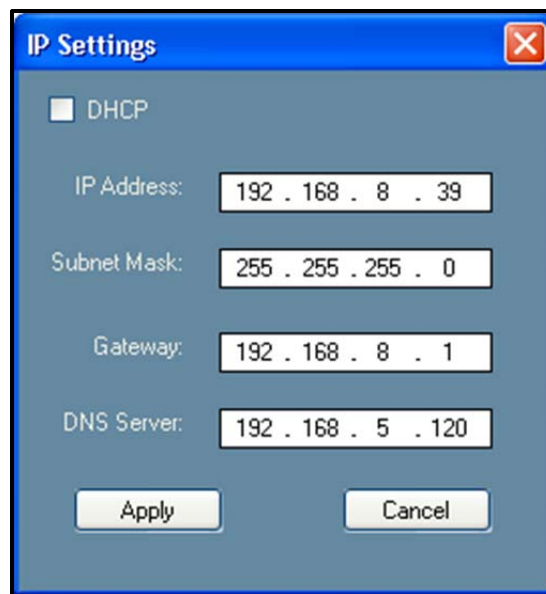 IP Settings
DHCP
IP Address: 192 . 168 . 8 . 39
Subnet Mask: 255 . 255 . 255 . 0
Gateway: 192 . 168 . 8 . 1
DNS Server: 192 . 168 . 5 . 120
Apply Cancel